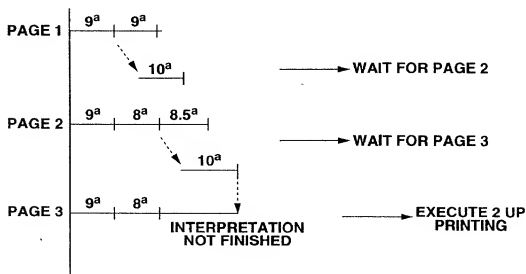 9a 9a
PAGE 1
10a
WAIT FOR PAGE 2
9a 8a 8.5a
PAGE 2
WAIT FOR PAGE 3
10a
9a 8a
PAGE 3
INTERPRETATION
NOT FINISHED
EXECUTE 2 UP
PRINTING